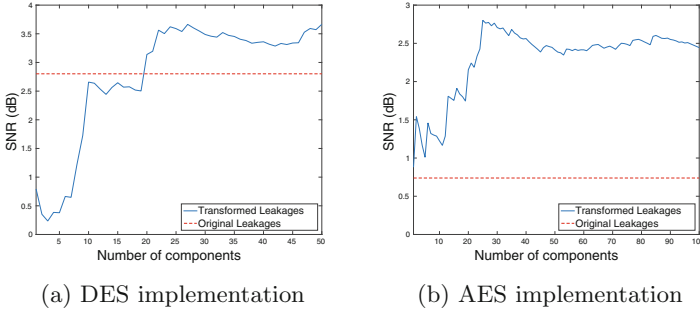 4
3.5
3
2.5
2
1.5
1
0.5
0
SNR (dB)
5 10 15 20 25 30 35 40 45 50
Number of components
Transformed Leakages
Original Leakages
(a) DES implementation
3
2.5
2
1.5
1
0.5
0
SNR (dB)
10 20 30 40 50 60 70 80 90 100
Number of components
Transformed Leakages
Original Leakages
(b) AES implementation